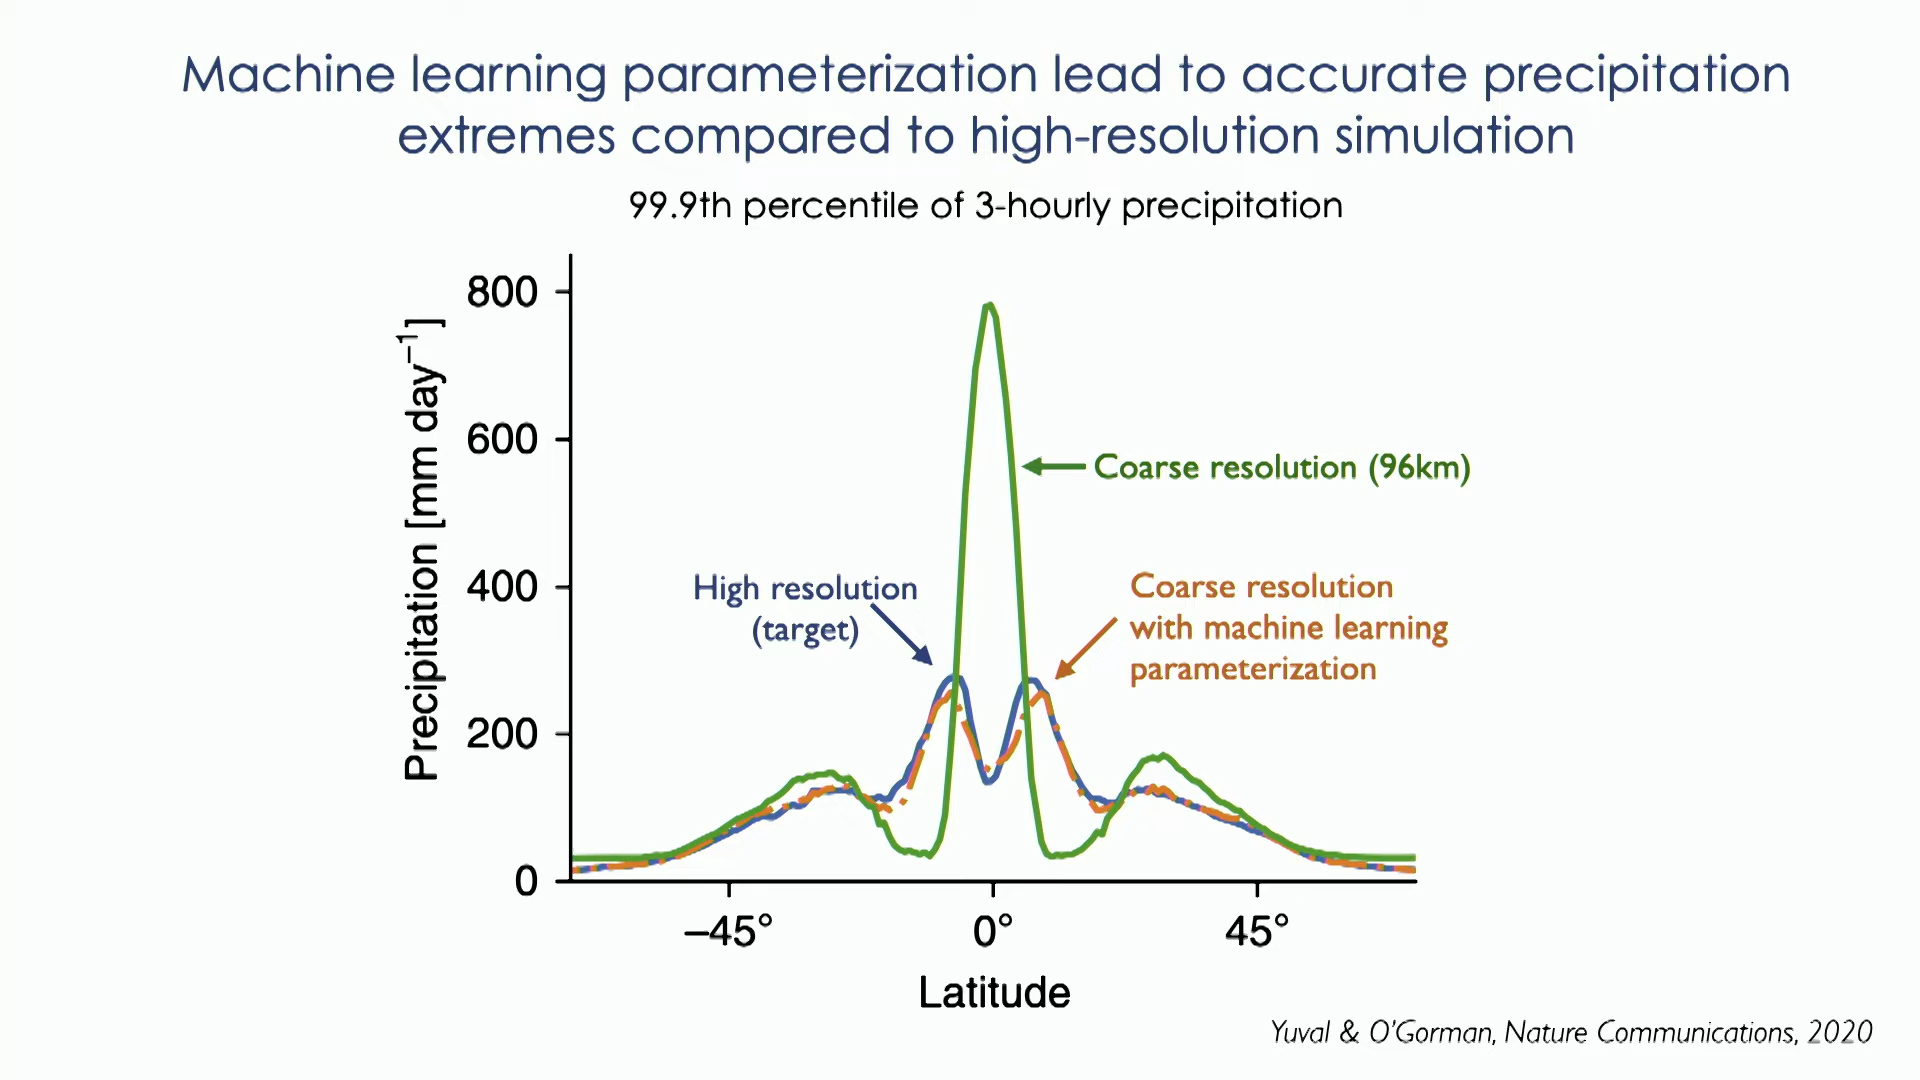 Machine learning parameterization lead to accurate precipitation
extremes compared to high-resolution simulation
99.9th percentile of 3-hourly precipitation
Precipitation [mm day⁻¹]
800
600
400
200
0
Coarse resolution (96km)
High resolution
(target)
Coarse resolution
with machine learning
parameterization
−45°
0°
45°
Latitude
Yuval & O'Gorman, Nature Communications, 2020